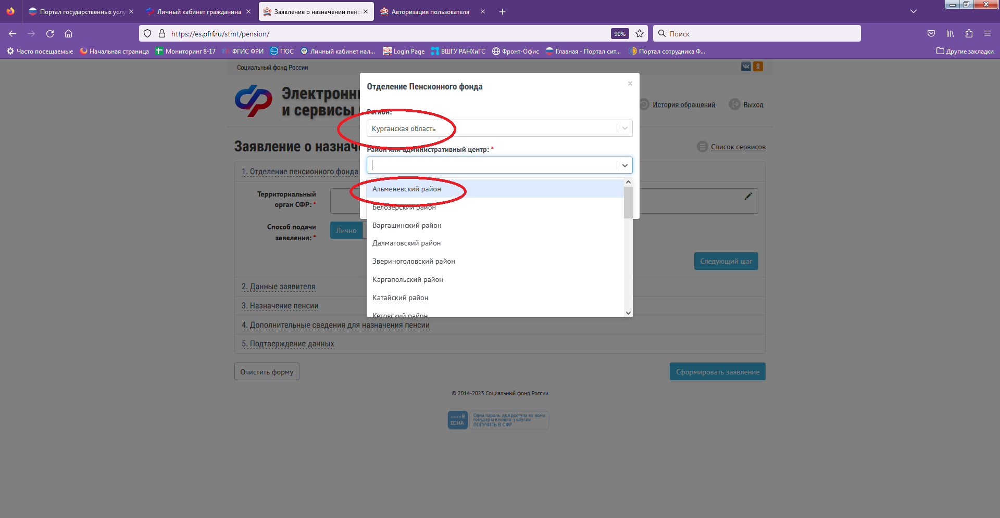 Портал государственных услу
Личный кабинет гражданина
Заявление о назначении пенс
Авторизация пользователя
https://es.pfrf.ru/stmt/pension/
90%
Поиск
Часто посещаемые
Начальная страница
Мониторинг 8-17
ФГИС ФРИ
ПОС
Личный кабинет нал...
Login Page
ВШГУ РАНХиГС
Фронт-Офис
Главная - Портал сит...
Портал сотрудника Ф...
Другие закладки
Социальный фонд России
Электронн
и сервисы
История обращений
Выход
Отделение Пенсионного фонда
Регион:
Курганская область
Район или административный центр: *
Альменевский район
Белозерский район
Варгашинский район
Далматовский район
Звериноголовский район
Каргапольский район
Катайский район
Кетовский район
Заявление о назнач
Список сервисов
1. Отделение пенсионного фонда
Территориальный
орган СФР: *
Способ подачи
заявления: *
Лично
Следующий шаг
2. Данные заявителя
3. Назначение пенсии
4. Дополнительные сведения для назначения пенсии
5. Подтверждение данных
Очистить форму
Сформировать заявление
© 2014-2023 Социальный фонд России
ЕСИА
Один пароль для доступа ко всем
государственным услугам
ПОЛУЧИТЬ В СФР